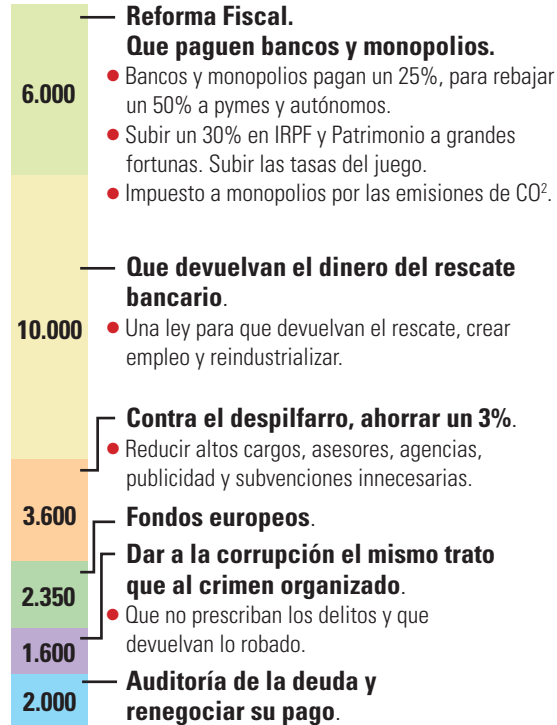 Reforma Fiscal.
Que paguen bancos y monopolios.
6.000
● Bancos y monopolios pagan un 25%, para rebajar
un 50% a pymes y autónomos.
● Subir un 30% en IRPF y Patrimonio a grandes
fortunas. Subir las tasas del juego.
● Impuesto a monopolios por las emisiones de CO².
Que devuelvan el dinero del rescate
bancario.
10.000
● Una ley para que devuelvan el rescate, crear
empleo y reindustrializar.
Contra el despilfarro, ahorrar un 3%.
● Reducir altos cargos, asesores, agencias,
publicidad y subvenciones innecesarias.
3.600
Fondos europeos.
2.350
Dar a la corrupción el mismo trato
que al crimen organizado.
● Que no prescriban los delitos y que
devuelvan lo robado.
1.600
Auditoría de la deuda y
renegociar su pago.
2.000